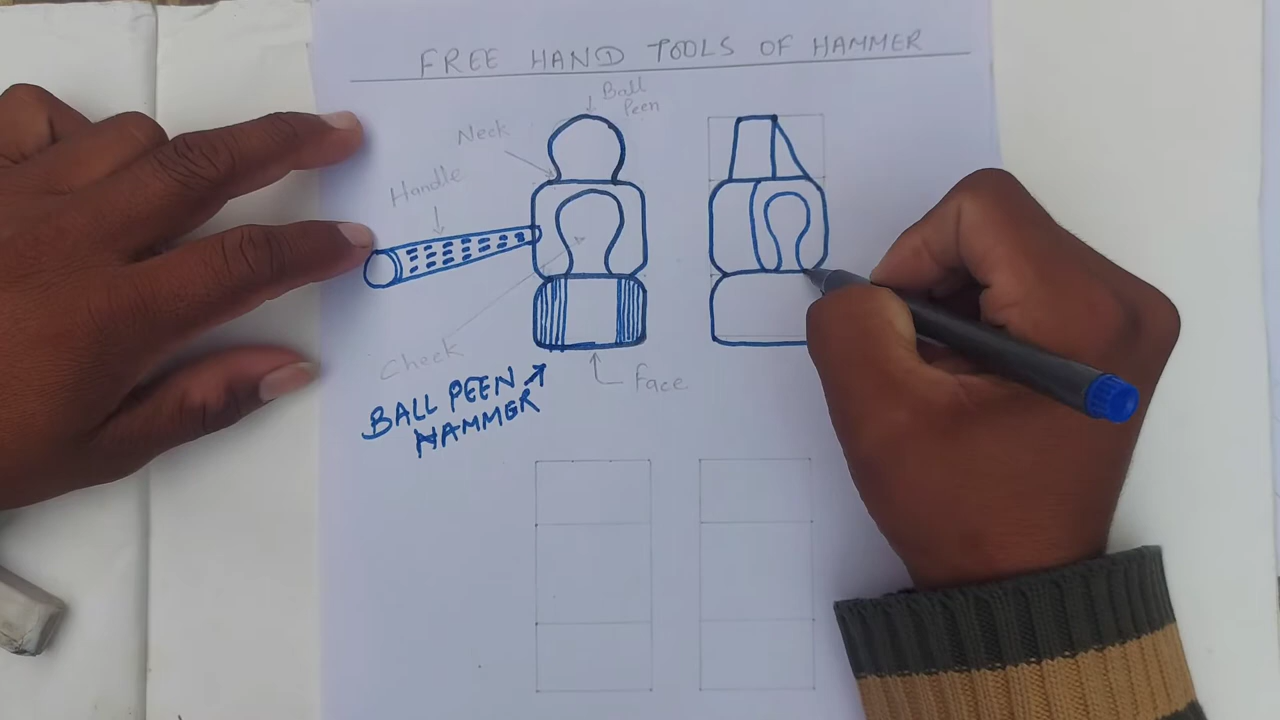 FREE HAND TOOLS OF HAMMER
Ball
Peen
Neck
Handle
Cheek
Face
BALL PEEN
HAMMER